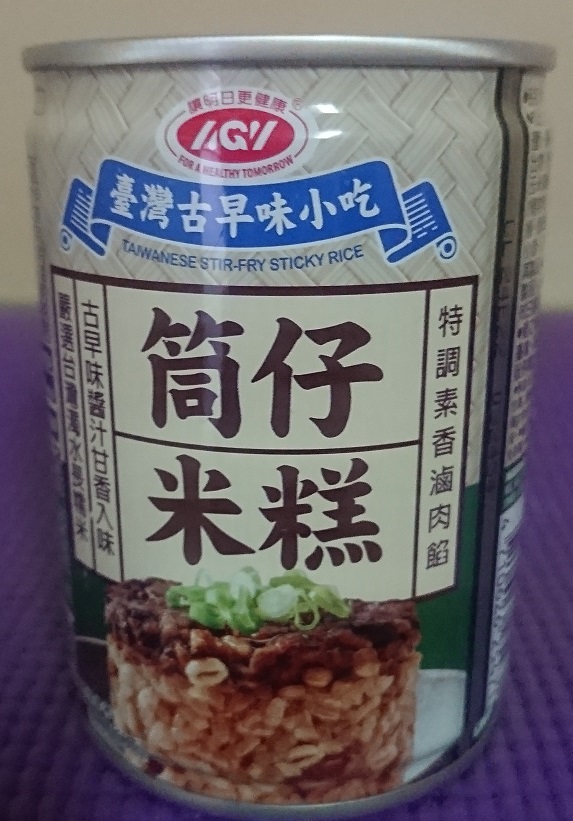 讓明日更健康®
AGV
FOR A HEALTHY TOMORROW
臺灣古早味小吃
TAIWANESE STIR-FRY STICKY RICE
筒仔
米糕
特調素香滷肉餡
古早味醬汁甘香入味
嚴選台灣濁水長糯米